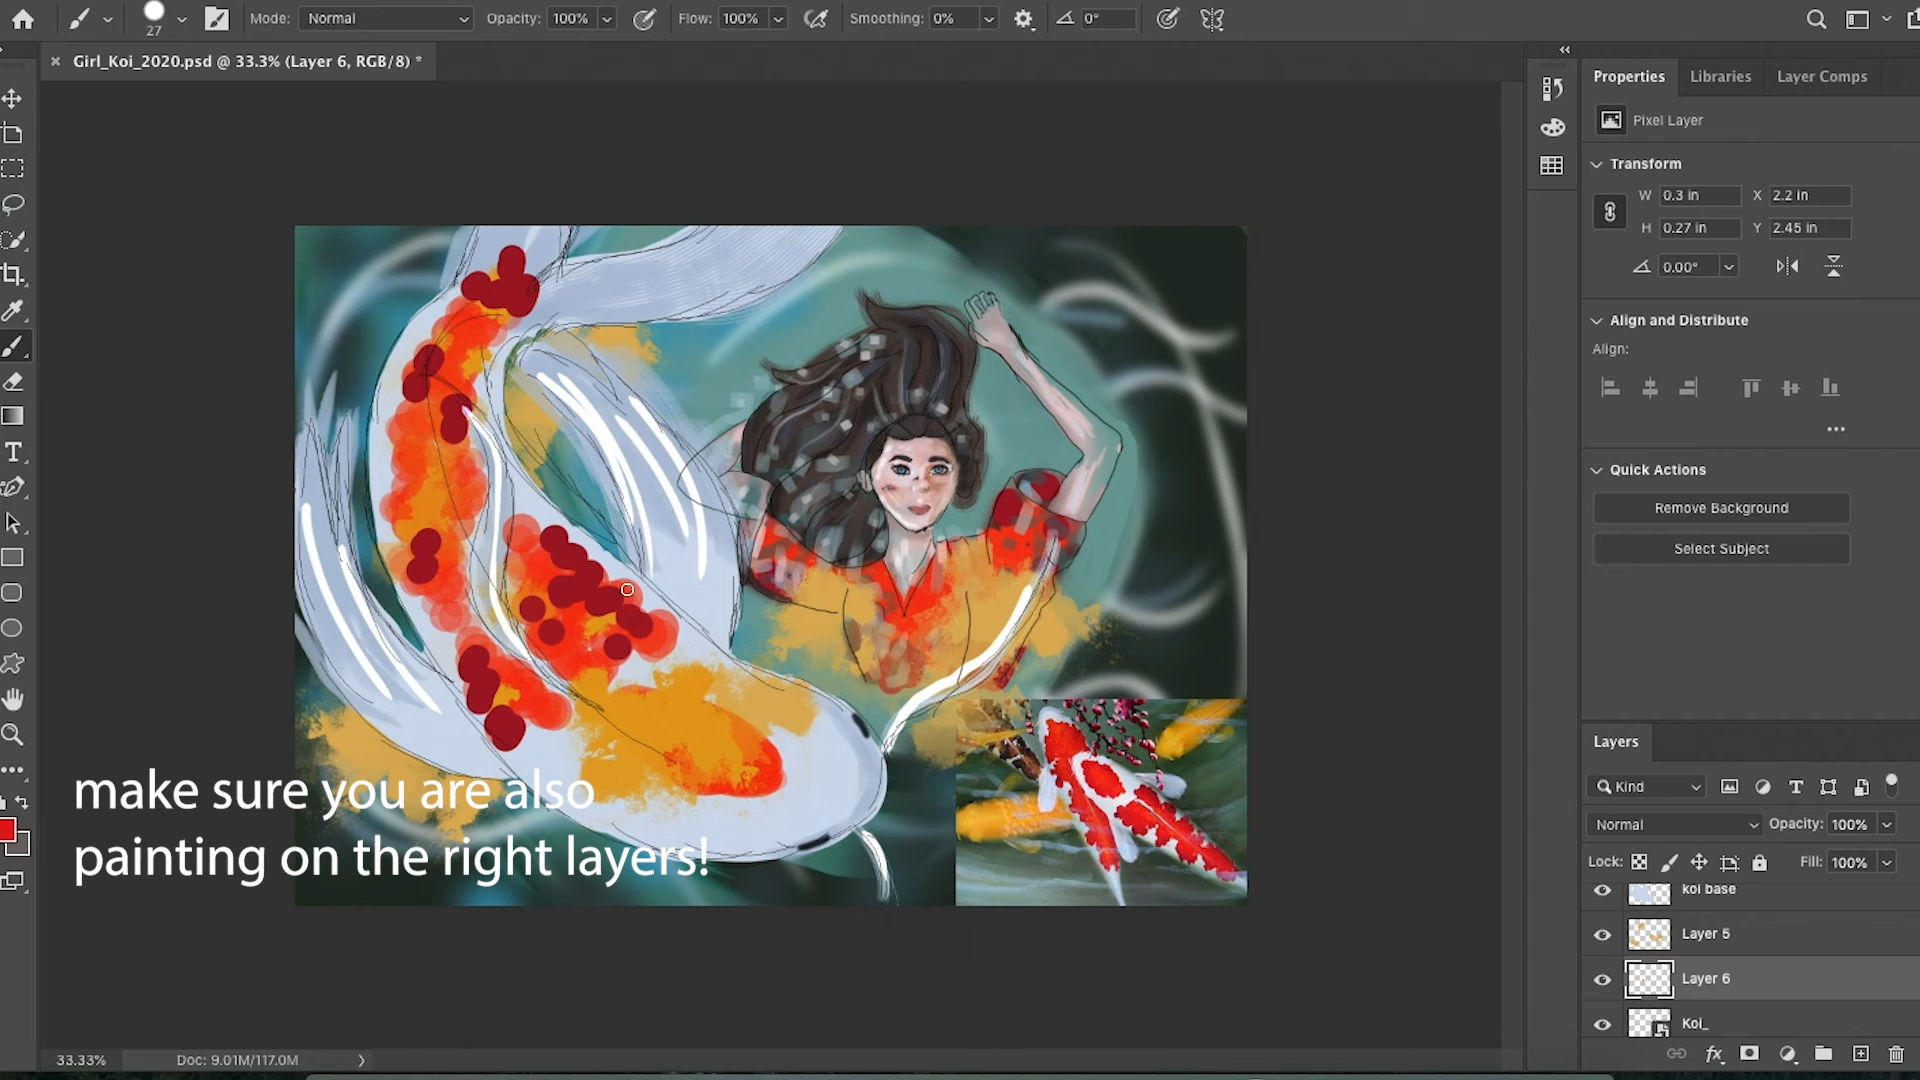 27
Mode: Normal Opacity: 100% Flow: 100% Smoothing: 0% 0°
Girl_Koi_2020.psd @ 33.3% (Layer 6, RGB/8) *
Properties Libraries Layer Comps
Pixel Layer
Transform
W 0.3 in X 2.2 in
H 0.27 in Y 2.45 in
0.00°
Align and Distribute
Align:
Quick Actions
Remove Background
Select Subject
make sure you are also
painting on the right layers!
Layers
Kind
Normal Opacity: 100%
Lock: Fill: 100%
koi base
Layer 5
Layer 6
Koi_
33.33% Doc: 9.01M/117.0M